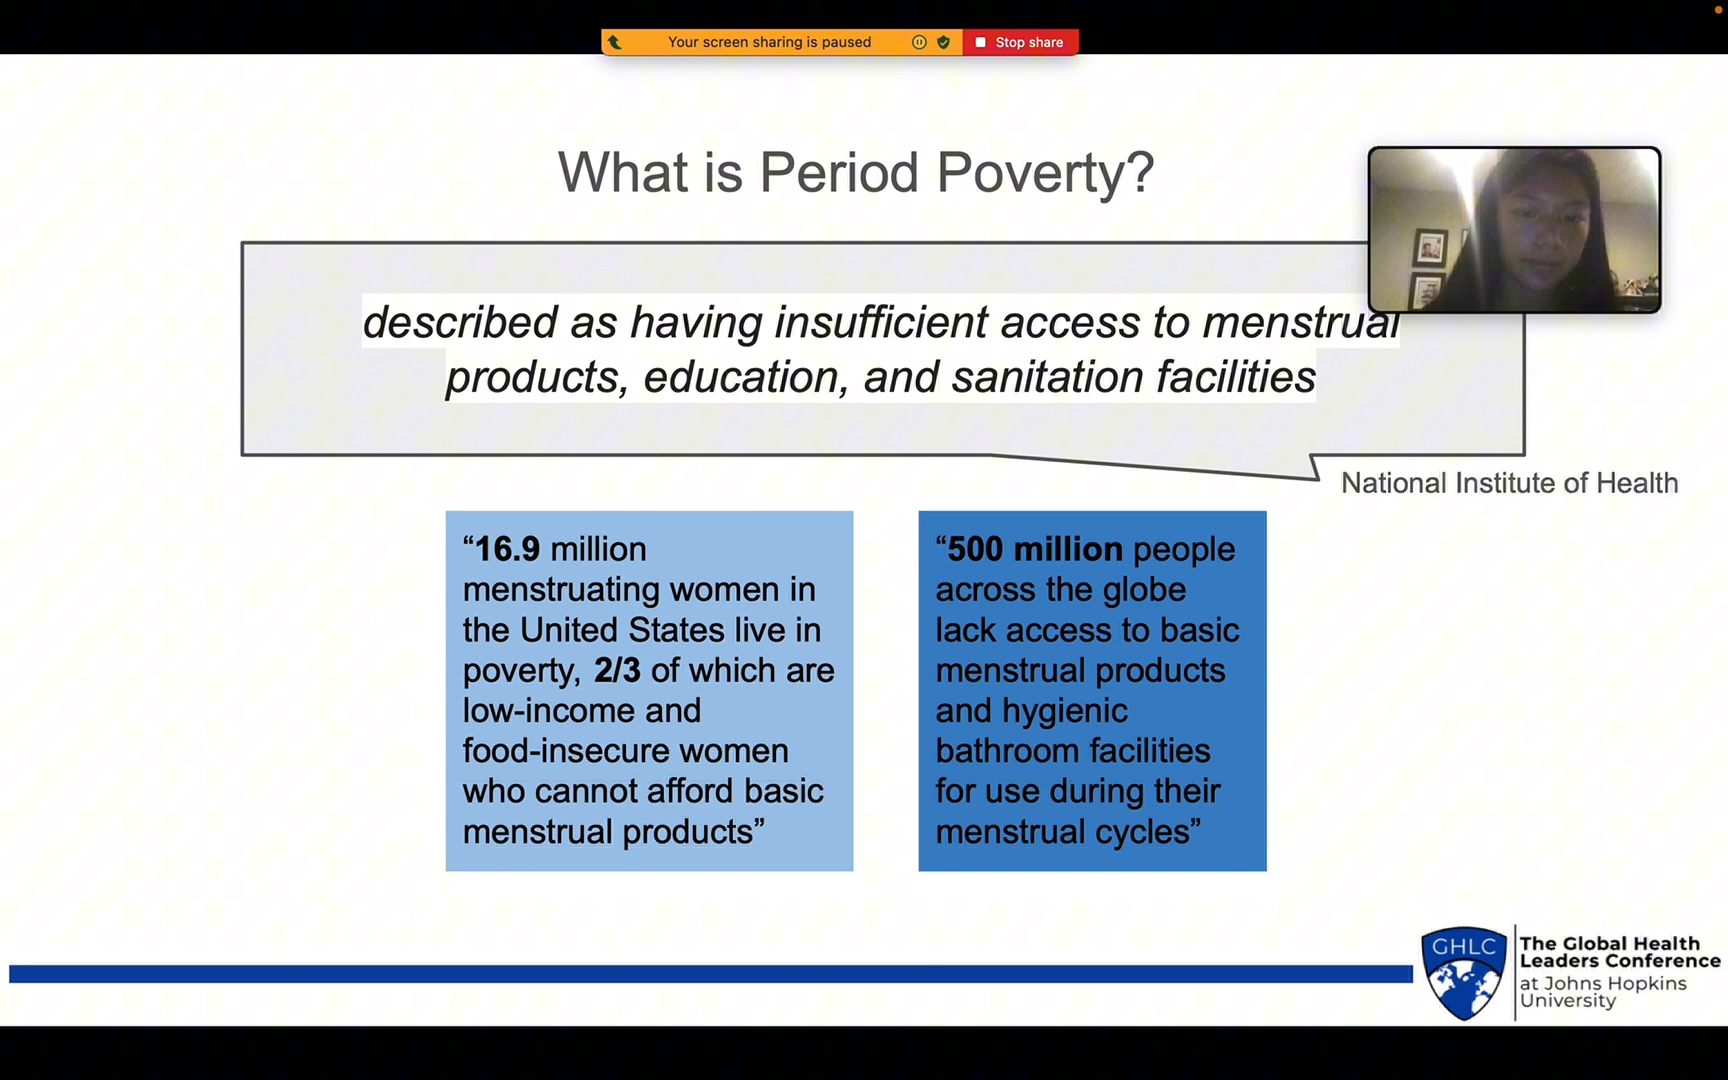 Your screen sharing is paused
Stop share
What is Period Poverty?
described as having insufficient access to menstrual
products, education, and sanitation facilities
National Institute of Health
“16.9 million
menstruating women in
the United States live in
poverty, 2/3 of which are
low-income and
food-insecure women
who cannot afford basic
menstrual products”
“500 million people
across the globe
lack access to basic
menstrual products
and hygienic
bathroom facilities
for use during their
menstrual cycles”
GHLC
The Global Health
Leaders Conference
at Johns Hopkins
University